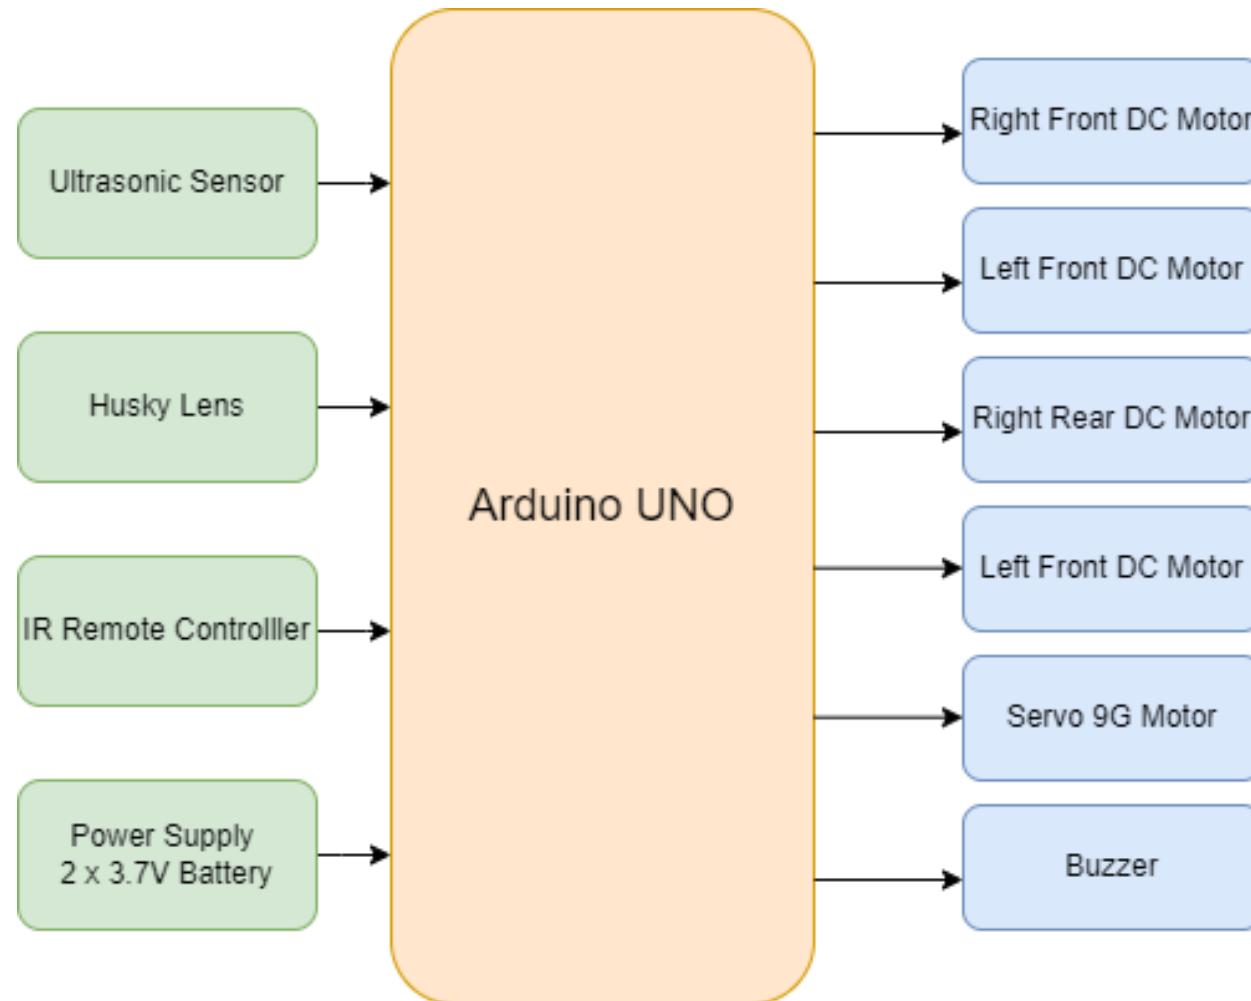 Ultrasonic Sensor
Husky Lens
IR Remote Controlller
Power Supply
2 x 3.7V Battery
Arduino UNO
Right Front DC Motor
Left Front DC Motor
Right Rear DC Motor
Left Front DC Motor
Servo 9G Motor
Buzzer